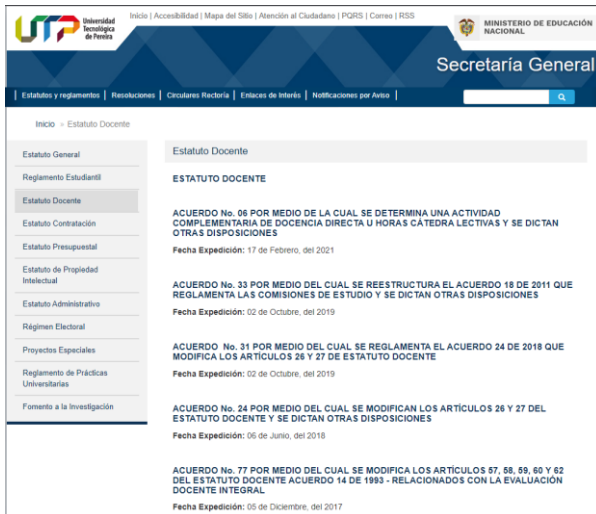 Inicio | Accesibilidad | Mapa del Sitio | Atención al Ciudadano | PQRS | Correo | RSS
UTP
Universidad
Tecnológica
de Pereira
MINISTERIO DE EDUCACIÓN
NACIONAL
Secretaría General
Estatutos y reglamentos | Resoluciones | Circulares Rectoría | Enlaces de Interés | Notificaciones por Aviso |
Inicio » Estatuto Docente
Estatuto General
Reglamento Estudiantil
Estatuto Docente
Estatuto Contratación
Estatuto Presupuestal
Estatuto de Propiedad
Intelectual
Estatuto Administrativo
Régimen Electoral
Proyectos Especiales
Reglamento de Prácticas
Universitarias
Fomento a la Investigación
Estatuto Docente
ESTATUTO DOCENTE
ACUERDO No. 06 POR MEDIO DE LA CUAL SE DETERMINA UNA ACTIVIDAD
COMPLEMENTARIA DE DOCENCIA DIRECTA U HORAS CÁTEDRA LECTIVAS Y SE DICTAN
OTRAS DISPOSICIONES
Fecha Expedición: 17 de Febrero, del 2021
ACUERDO No. 33 POR MEDIO DEL CUAL SE REESTRUCTURA EL ACUERDO 18 DE 2011 QUE
REGLAMENTA LAS COMISIONES DE ESTUDIO Y SE DICTAN OTRAS DISPOSICIONES
Fecha Expedición: 02 de Octubre, del 2019
ACUERDO No. 31 POR MEDIO DEL CUAL SE REGLAMENTA EL ACUERDO 24 DE 2018 QUE
MODIFICA LOS ARTÍCULOS 26 Y 27 DE ESTATUTO DOCENTE
Fecha Expedición: 02 de Octubre, del 2019
ACUERDO No. 24 POR MEDIO DEL CUAL SE MODIFICAN LOS ARTÍCULOS 26 Y 27 DEL
ESTATUTO DOCENTE Y SE DICTAN OTRAS DISPOSICIONES
Fecha Expedición: 06 de Junio, del 2018
ACUERDO No. 77 POR MEDIO DEL CUAL SE MODIFICA LOS ARTÍCULOS 57, 58, 59, 60 Y 62
DEL ESTATUTO DOCENTE ACUERDO 14 DE 1993 - RELACIONADOS CON LA EVALUACIÓN
DOCENTE INTEGRAL
Fecha Expedición: 05 de Diciembre, del 2017